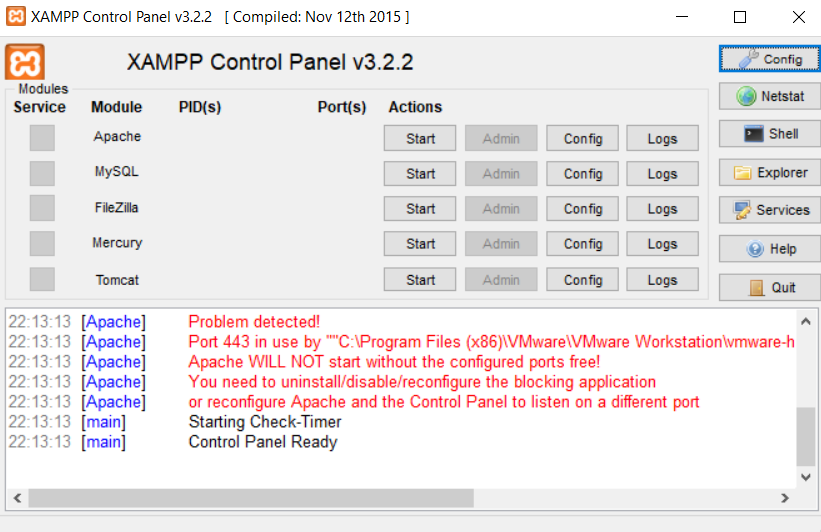 XAMPP Control Panel v3.2.2 [ Compiled: Nov 12th 2015 ]
XAMPP Control Panel v3.2.2
Config
Modules
Service Module PID(s) Port(s) Actions
Netstat
Apache Start Admin Config Logs
Shell
MySQL Start Admin Config Logs
Explorer
FileZilla Start Admin Config Logs
Services
Mercury Start Admin Config Logs
Help
Tomcat Start Admin Config Logs
Quit
22:13:13 [Apache] Problem detected!
22:13:13 [Apache] Port 443 in use by ""C:\Program Files (x86)\VMware\VMware Workstation\vmware-h
22:13:13 [Apache] Apache WILL NOT start without the configured ports free!
22:13:13 [Apache] You need to uninstall/disable/reconfigure the blocking application
22:13:13 [Apache] or reconfigure Apache and the Control Panel to listen on a different port
22:13:13 [main] Starting Check-Timer
22:13:13 [main] Control Panel Ready